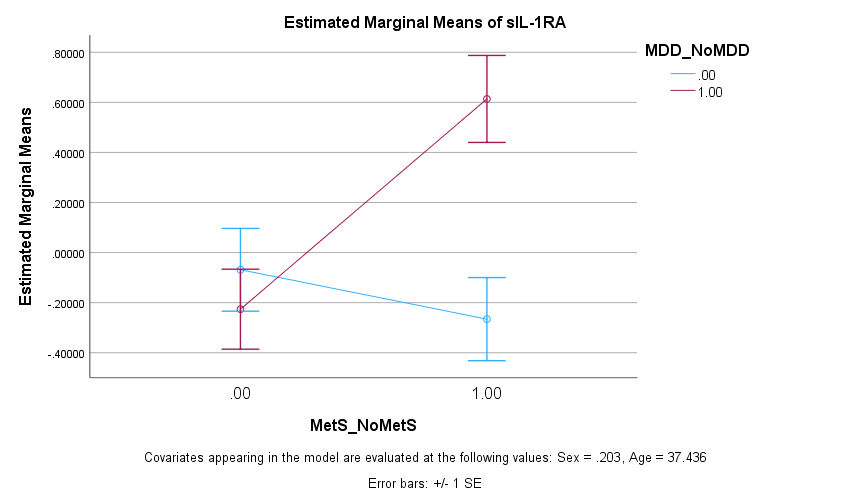 Estimated Marginal Means of sIL-1RA
Estimated Marginal Means
.80000
.60000
.40000
.20000
.00000
-.20000
-.40000
.00
1.00
MetS_NoMetS
MDD_NoMDD
.00
1.00
Covariates appearing in the model are evaluated at the following values: Sex = .203, Age = 37.436
Error bars: +/- 1 SE